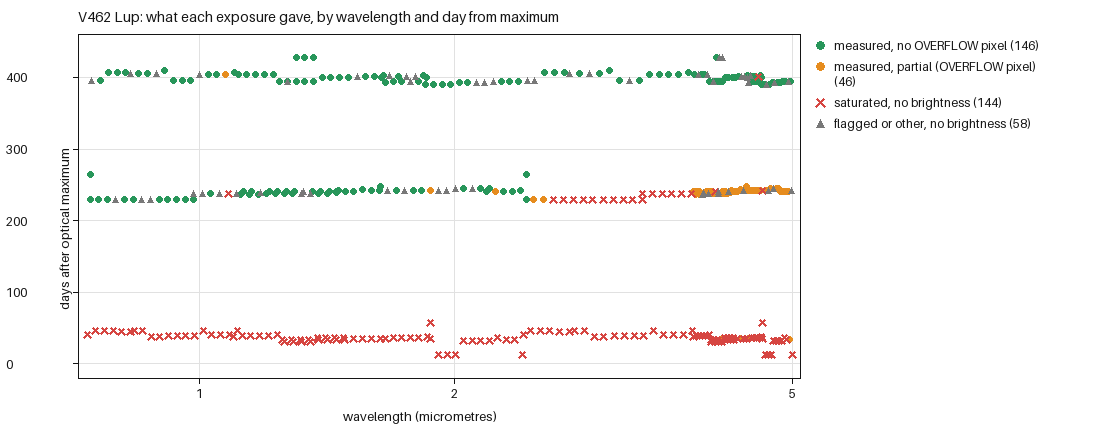 V462 Lup: what each exposure gave, by wavelength and day from maximum
measured, no OVERFLOW pixel (146)
measured, partial (OVERFLOW pixel)
(46)
saturated, no brightness (144)
flagged or other, no brightness (58)
days after optical maximum
400
300
200
100
0
1
2
5
wavelength (micrometres)